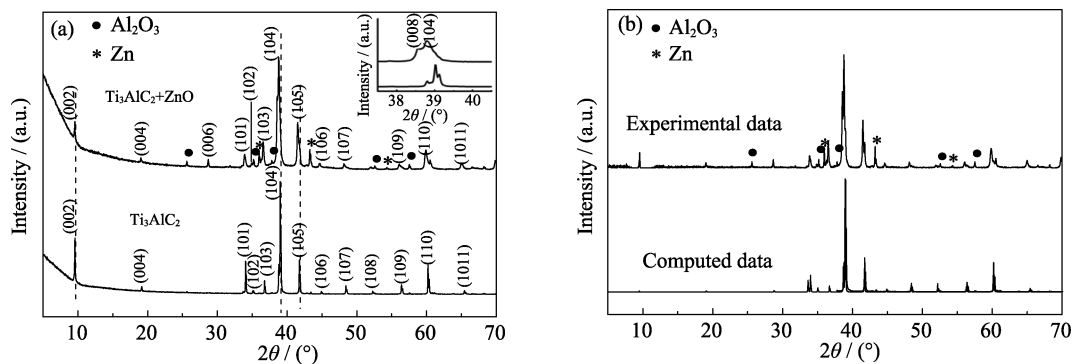 (a)
● Al₂O₃
* Zn
Ti₃AlC₂+ZnO
(002)
(004)
(006)
(101)
(102)
(103)
(104)
(105)
(106)
(107)
(109)
(110)
(1011)
(008)
(104)
Intensity / (a.u.)
38 39 40
2θ / (°)
Ti₃AlC₂
(002)
(004)
(101)
(102)
(103)
(104)
(105)
(106)
(107)
(108)
(109)
(110)
(1011)
Intensity / (a.u.)
10 20 30 40 50 60 70
2θ / (°)
(b)
● Al₂O₃
* Zn
Experimental data
Computed data
Intensity / (a.u.)
10 20 30 40 50 60 70
2θ / (°)